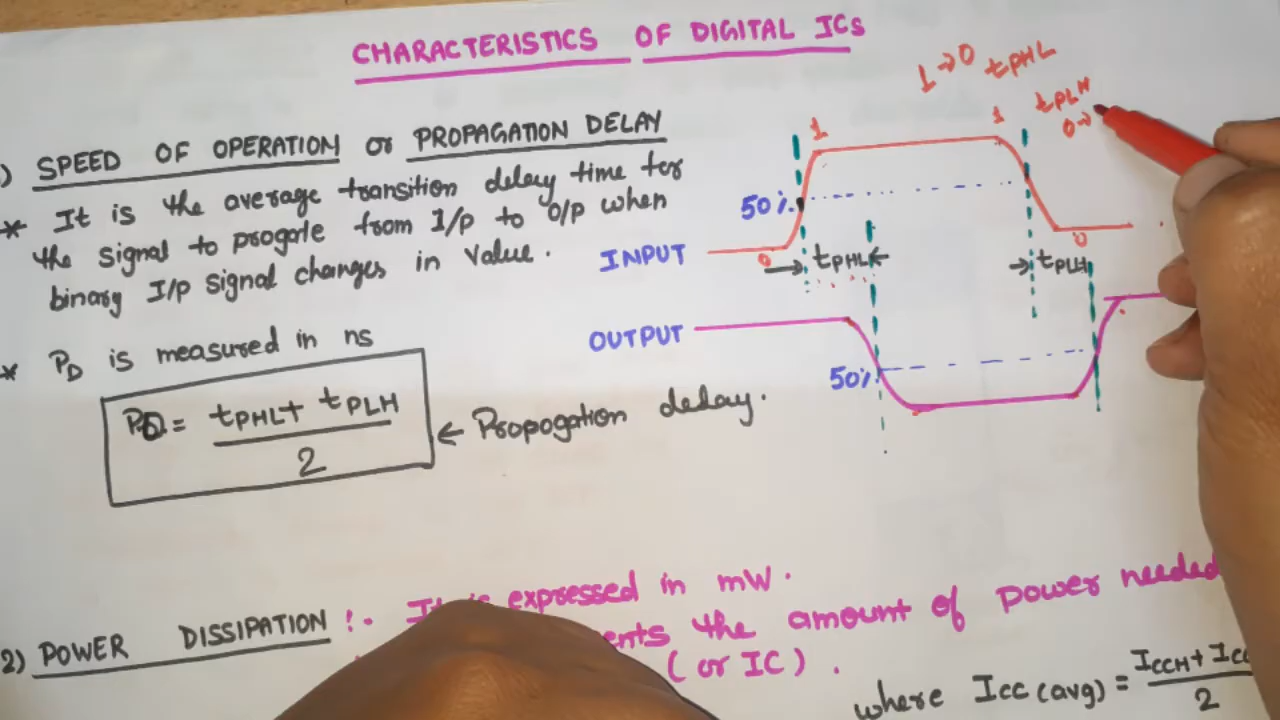 CHARACTERISTICS OF DIGITAL ICs
) SPEED OF OPERATION or PROPAGATION DELAY
* It is the average transition delay time for
the signal to progate from I/p to O/p when
binary I/p signal changes in value.
* PD is measured in ns
PD = tPHL + tPLH
2
← Propogation delay.
1→0 tPHL
tPLH
0→
1
1
50%
INPUT
0
0
→ tPHL ←
→ tPLH
OUTPUT
50%
2) POWER DISSIPATION :- It is expressed in mW.
the amount of power needed
(or IC).
where Icc(avg) = ICCH +
2